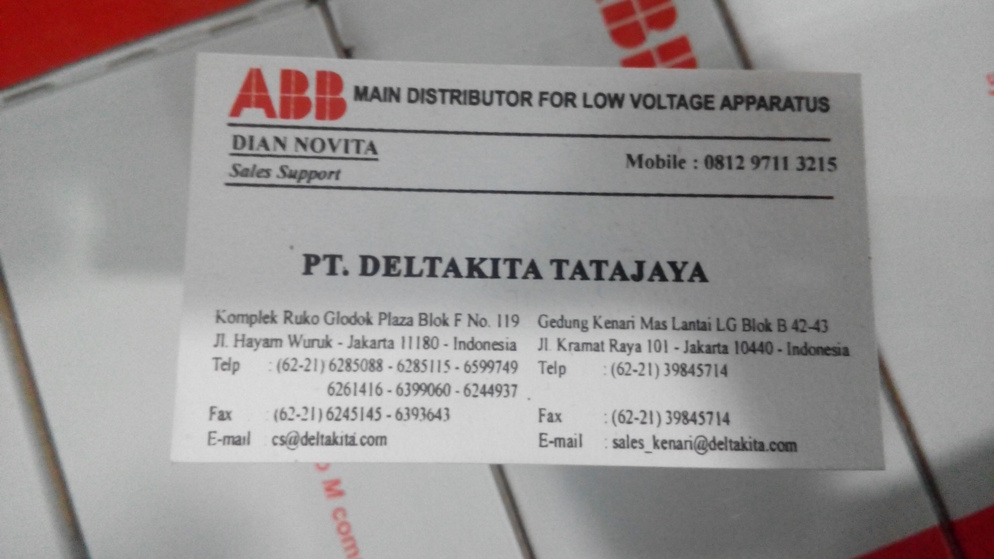 ABB MAIN DISTRIBUTOR FOR LOW VOLTAGE APPARATUS
DIAN NOVITA
Sales Support
Mobile : 0812 9711 3215
PT. DELTAKITA TATAJAYA
Komplek Ruko Glodok Plaza Blok F No. 119
Jl. Hayam Wuruk - Jakarta 11180 - Indonesia
Telp : (62-21) 6285088 - 6285115 - 6599749
6261416 - 6399060 - 6244937
Fax : (62-21) 6245145 - 6393643
E-mail : cs@deltakita.com
Gedung Kenari Mas Lantai LG Blok B 42-43
Jl. Kramat Raya 101 - Jakarta 10440 - Indonesia
Telp : (62-21) 39845714
Fax : (62-21) 39845714
E-mail : sales_kenari@deltakita.com